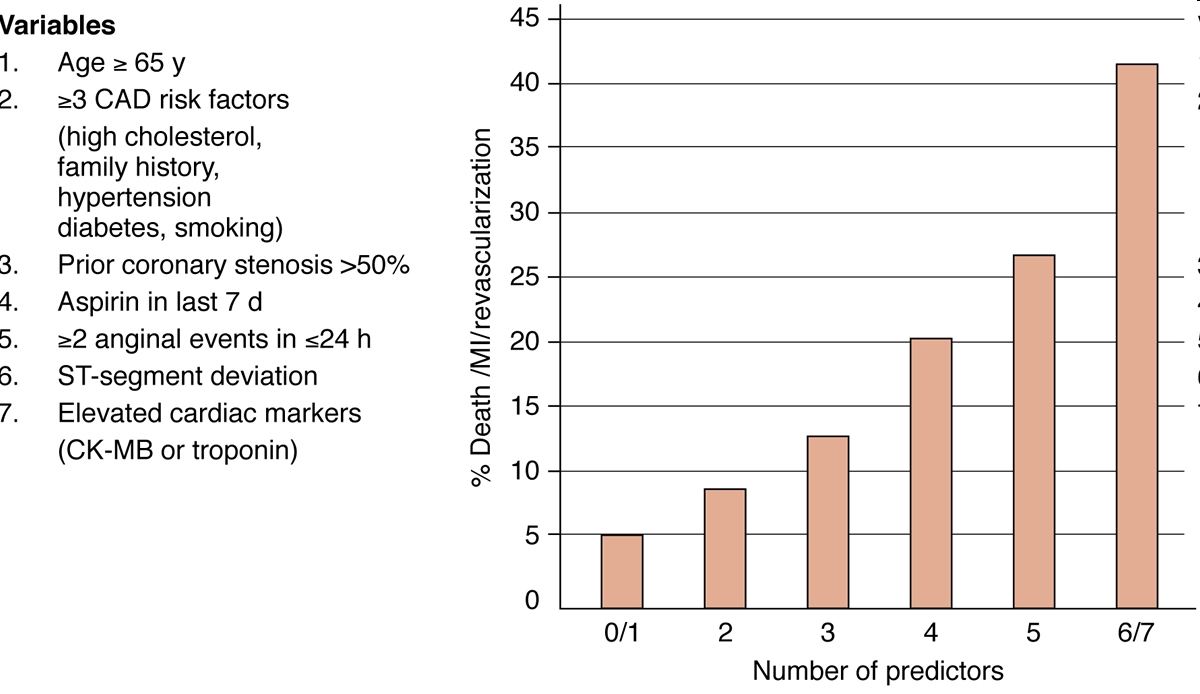 Variables
1. Age ≥ 65 y
2. ≥3 CAD risk factors
(high cholesterol,
family history,
hypertension
diabetes, smoking)
3. Prior coronary stenosis >50%
4. Aspirin in last 7 d
5. ≥2 anginal events in ≤24 h
6. ST-segment deviation
7. Elevated cardiac markers
(CK-MB or troponin)
% Death /MI/revascularization
45
40
35
30
25
20
15
10
5
0
0/1 2 3 4 5 6/7
Number of predictors